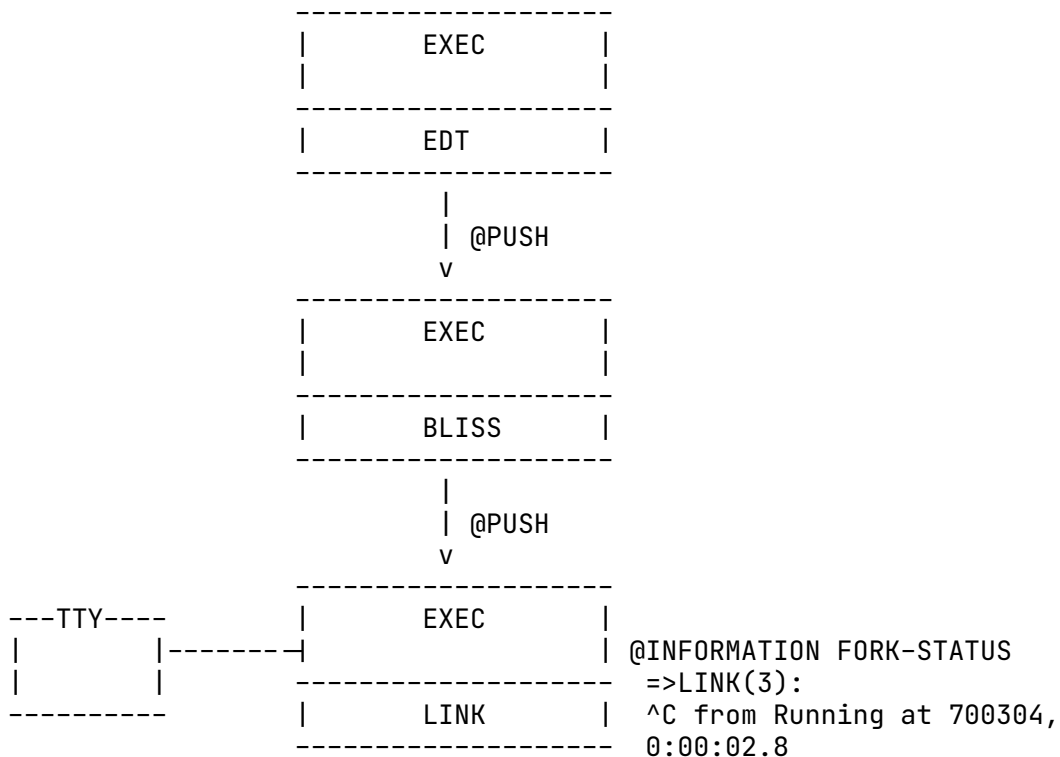 EXEC
EDT
@PUSH
EXEC
BLISS
@PUSH
TTY
EXEC
@INFORMATION FORK-STATUS
=>LINK(3):
LINK
^C from Running at 700304,
0:00:02.8